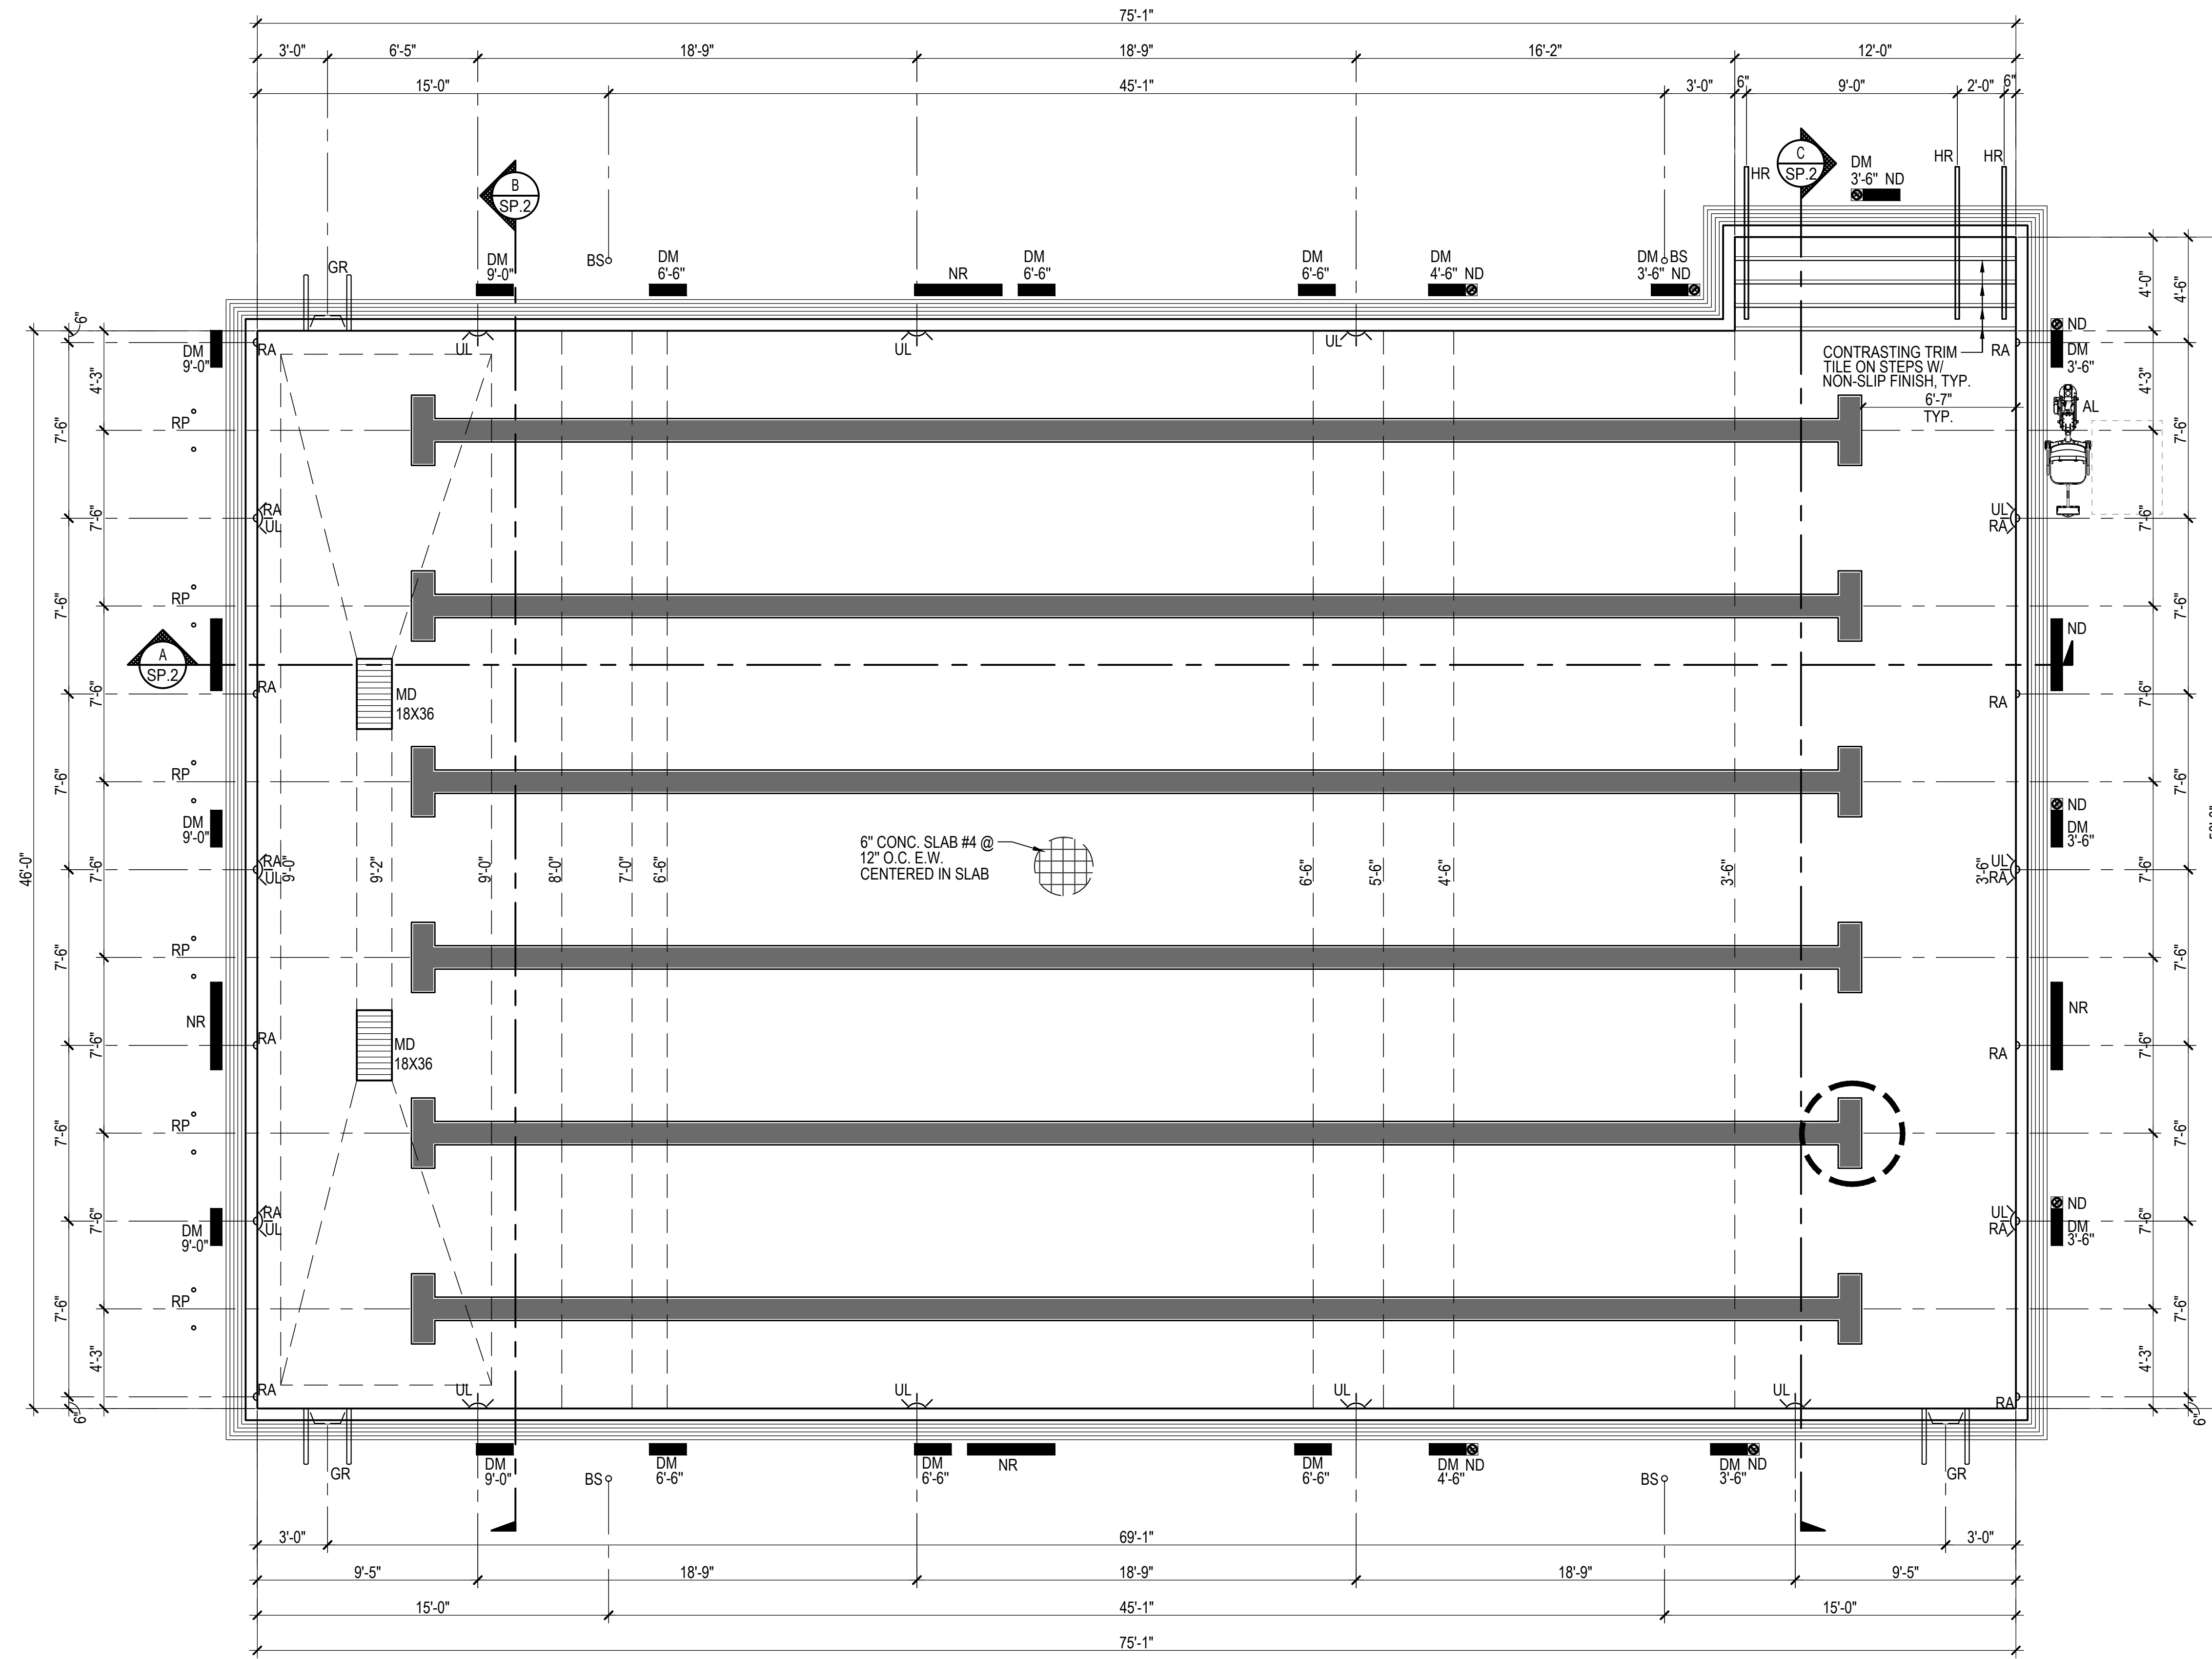 75'-1"
3'-0" 6'-5" 18'-9" 18'-9" 16'-2" 12'-0"
15'-0" 45'-1" 3'-0" 6" 9'-0" 2'-0" 6"
B
SP.2
C
SP.2
DM
3'-6" ND
HR
HR
HR
GR
DM
9'-0"
BS
DM
6'-6"
NR
DM
6'-6"
DM
6'-6"
DM
4'-6" ND
DM BS
3'-6" ND
4'-0"
4'-6"
6"
DM
9'-0"
RA
UL
UL
UL
CONTRASTING TRIM
TILE ON STEPS W/
NON-SLIP FINISH, TYP.
6'-7"
TYP.
RA
ND
DM
3'-6"
AL
4'-3"
4'-3"
RP
7'-6"
7'-6"
RA
UL
7'-6"
UL
RA
7'-6"
RP
7'-6"
7'-6"
A
SP.2
ND
RA
7'-6"
MD
18X36
RA
7'-6"
RP
7'-6"
7'-6"
DM
9'-0"
ND
DM
3'-6"
46'-0"
7'-6"
RA
UL
9'-0"
9'-2"
9'-0"
8'-0"
7'-0"
6'-6"
6" CONC. SLAB #4 @
12" O.C. E.W.
CENTERED IN SLAB
6'-6"
5'-6"
4'-6"
3'-6"
3'-6"
UL
RA
7'-6"
RP
7'-6"
7'-6"
NR
RA
7'-6"
MD
18X36
RA
NR
7'-6"
RP
7'-6"
7'-6"
DM
9'-0"
RA
UL
7'-6"
UL
RA
ND
DM
3'-6"
7'-6"
RP
7'-6"
7'-6"
4'-3"
4'-3"
6"
RA
UL
UL
UL
UL
RA
6"
GR
DM
9'-0"
BS
DM
6'-6"
DM
6'-6"
NR
DM
6'-6"
DM ND
4'-6"
BS
DM ND
3'-6"
GR
3'-0" 69'-1" 3'-0"
9'-5" 18'-9" 18'-9" 18'-9" 9'-5"
15'-0" 45'-1" 15'-0"
75'-1"